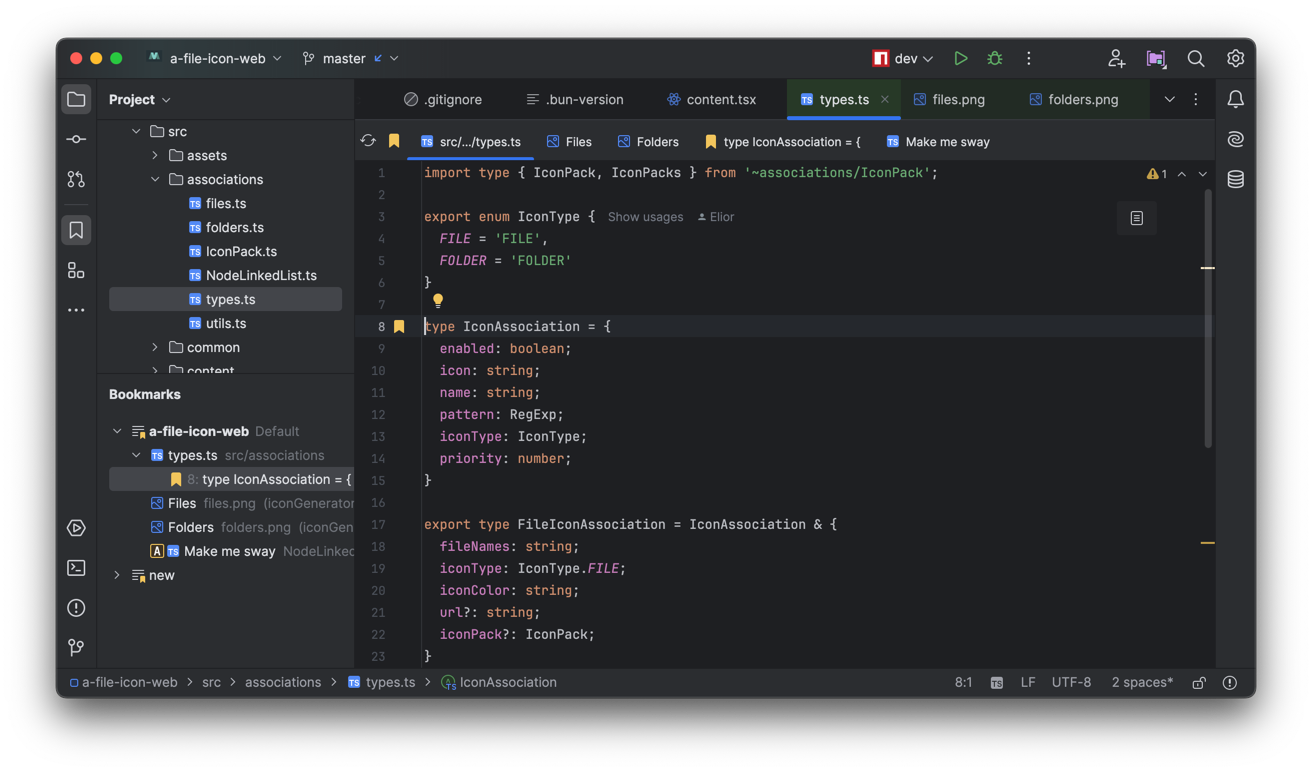 a-file-icon-web
master
dev
Project
src
assets
associations
files.ts
folders.ts
IconPack.ts
NodeLinkedList.ts
types.ts
utils.ts
common
content
Bookmarks
a-file-icon-web Default
types.ts src/associations
8: type IconAssociation = {
Files files.png (iconGenerator
Folders folders.png (iconGen
A TS Make me sway NodeLinked
new
.gitignore
.bun-version
content.tsx
TS types.ts
files.png
folders.png
TS src/.../types.ts
Files
Folders
type IconAssociation = {
TS Make me sway
1 import type { IconPack, IconPacks } from '~associations/IconPack';
2
3 export enum IconType { Show usages Elior
4 FILE = 'FILE',
5 FOLDER = 'FOLDER'
6 }
7
8 type IconAssociation = {
9 enabled: boolean;
10 icon: string;
11 name: string;
12 pattern: RegExp;
13 iconType: IconType;
14 priority: number;
15 }
16
17 export type FileIconAssociation = IconAssociation & {
18 fileNames: string;
19 iconType: IconType.FILE;
20 iconColor: string;
21 url?: string;
22 iconPack?: IconPack;
23 }
1
a-file-icon-web > src > associations > TS types.ts > IconAssociation
8:1
TS
LF
UTF-8
2 spaces*